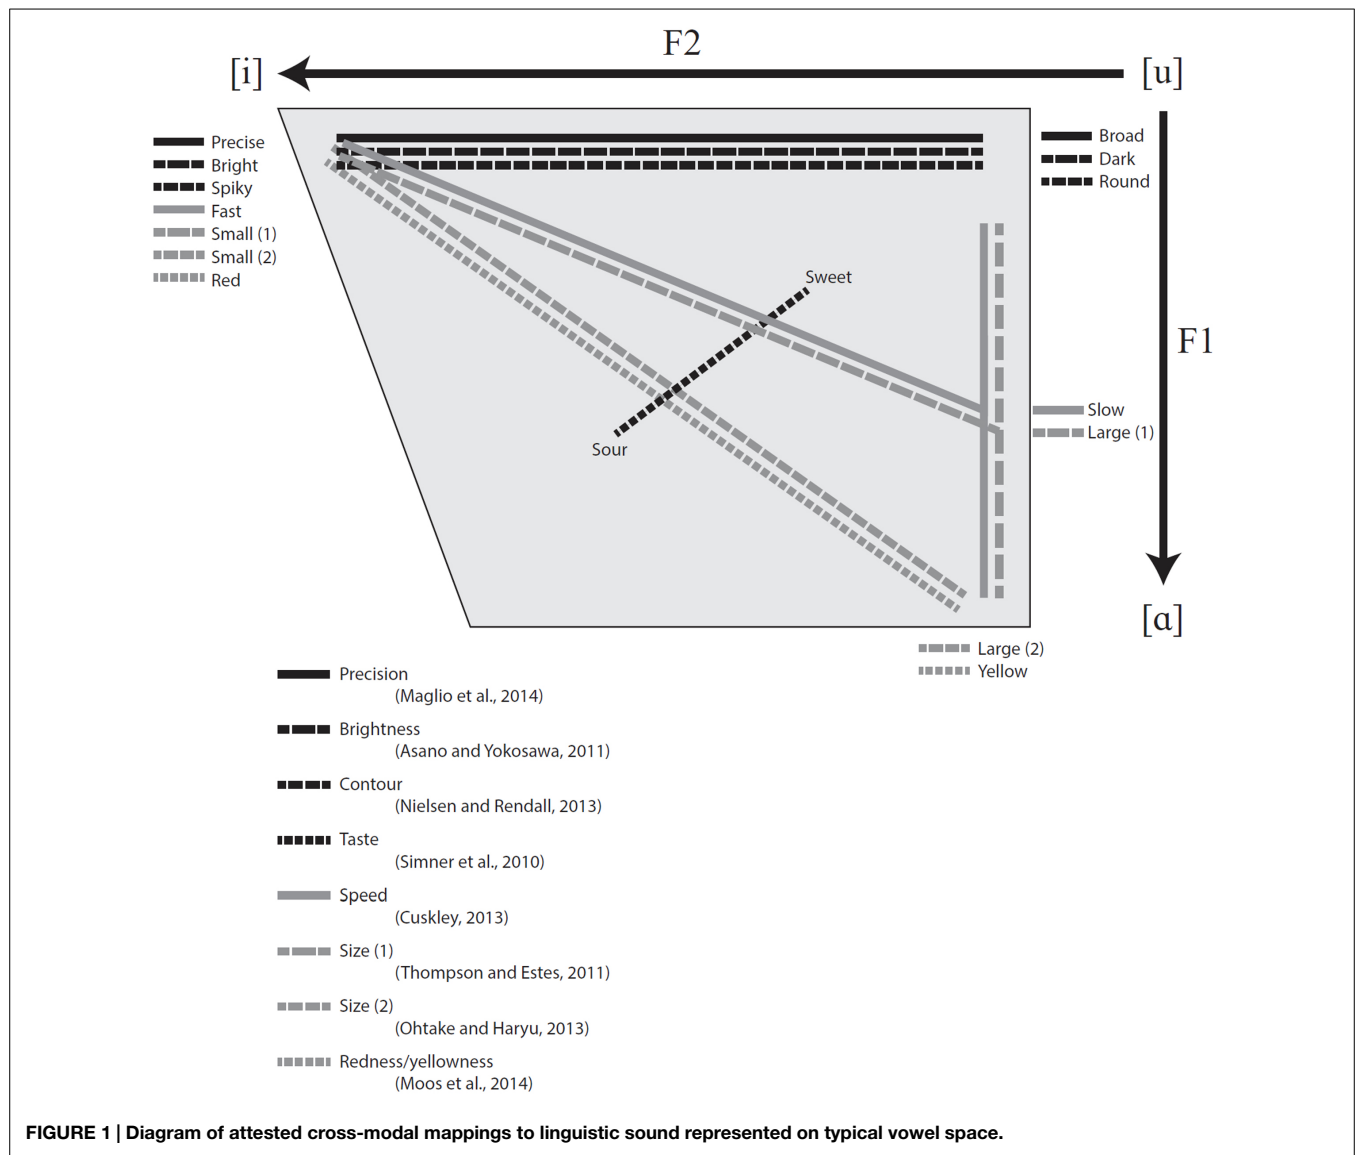 F2
[i]
[u]
Precise
Bright
Spiky
Fast
Small (1)
Small (2)
Red
Broad
Dark
Round
Sweet
Sour
F1
Slow
Large (1)
[ɑ]
Large (2)
Yellow
Precision
(Maglio et al., 2014)
Brightness
(Asano and Yokosawa, 2011)
Contour
(Nielsen and Rendall, 2013)
Taste
(Simner et al., 2010)
Speed
(Cuskley, 2013)
Size (1)
(Thompson and Estes, 2011)
Size (2)
(Ohtake and Haryu, 2013)
Redness/yellowness
(Moos et al., 2014)
FIGURE 1 | Diagram of attested cross-modal mappings to linguistic sound represented on typical vowel space.